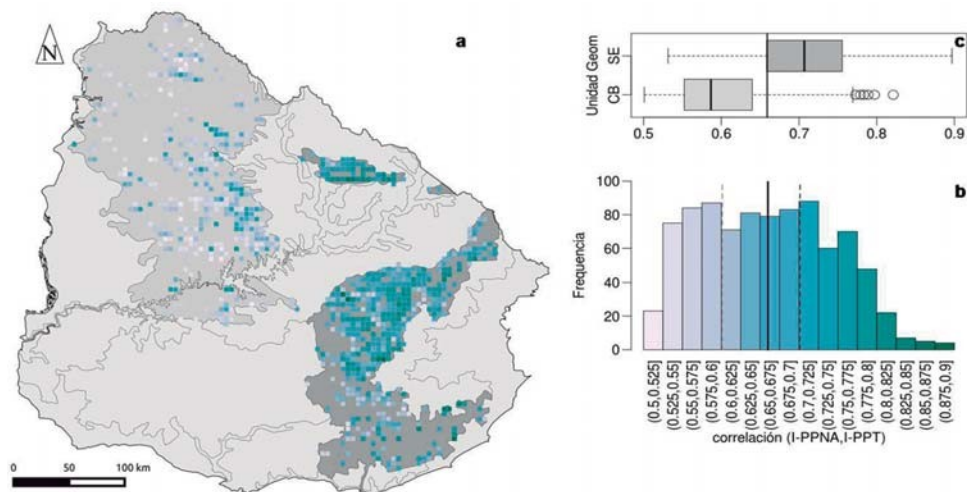 N
a
0
50
100 km
c
Unidad Geom
SE
CB
0.5 0.6 0.7 0.8 0.9
b
Frequencia
100
80
60
40
20
0
(0.5,0.525]
(0.525,0.55]
(0.55,0.575]
(0.575,0.6]
(0.6,0.625]
(0.625,0.65]
(0.65,0.675]
(0.675,0.7]
(0.7,0.725]
(0.725,0.75]
(0.75,0.775]
(0.775,0.8]
(0.8,0.825]
(0.825,0.85]
(0.85,0.875]
(0.875,0.9]
correlación (I-PPNA,I-PPT)